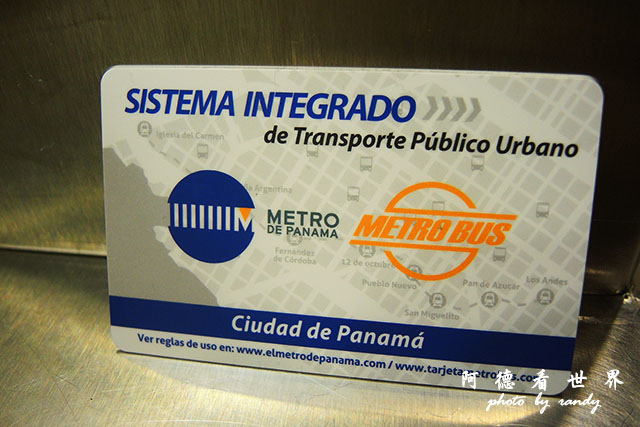 SISTEMA INTEGRADO
de Transporte Público Urbano
Iglesia del Carmen
de Argentina
METRO
DE PANAMA
METRO BUS
Fernández
de Córdoba
12 de octubre
Pueblo Nuevo
San Miguelito
Pan de Azúcar
Los Andes
Ciudad de Panamá
Ver reglas de uso en: www.elmetrodepanama.com / www.tarjeta
阿德看世界
photo by randy